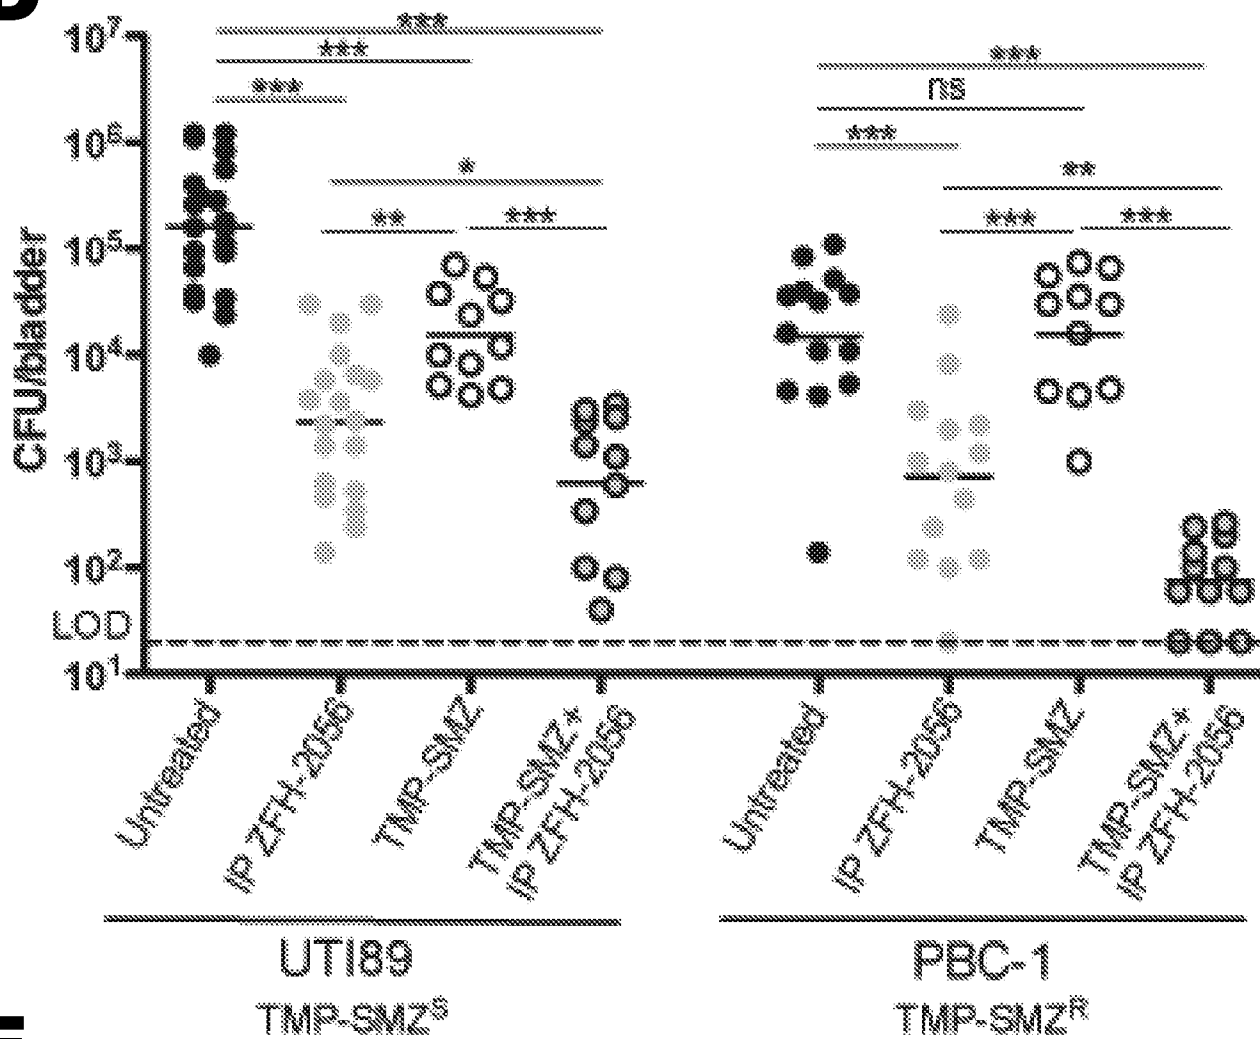 D
CFU/bladder
10⁷
10⁶
10⁵
10⁴
10³
10²
LOD
10¹
***
***
***
*
** ***
***
ns
***
**
*** ***
Untreated
IP ZFH-2056
TMP-SMZ
TMP-SMZ+
IP ZFH-2056
Untreated
IP ZFH-2056
TMP-SMZ
TMP-SMZ+
IP ZFH-2056
UTI89
TMP-SMZˢ
PBC-1
TMP-SMZᴿ